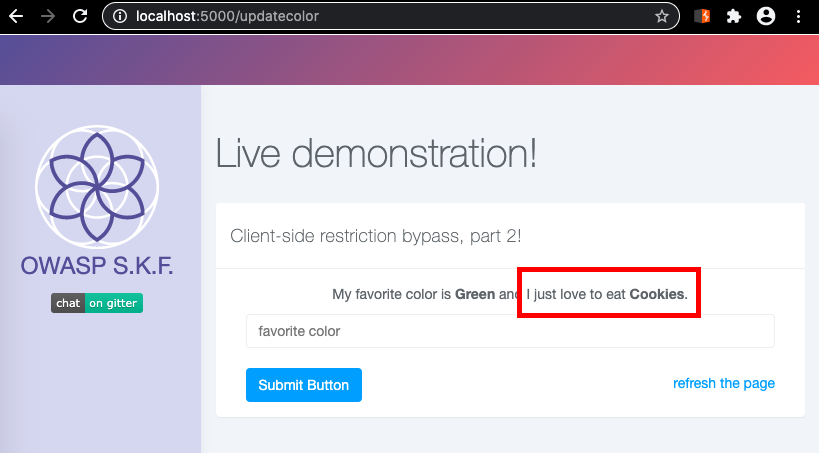 localhost:5000/updatecolor
Live demonstration!
OWASP S.K.F.
chat on gitter
Client-side restriction bypass, part 2!
My favorite color is Green and I just love to eat Cookies.
favorite color
Submit Button
refresh the page